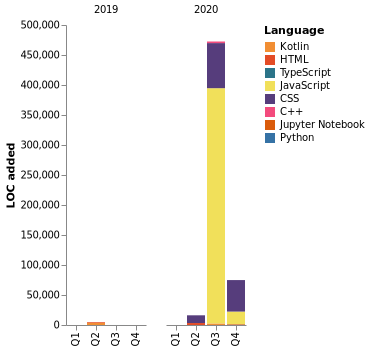 2019
2020
LOC added
500,000
450,000
400,000
350,000
300,000
250,000
200,000
150,000
100,000
50,000
0
Q1
Q2
Q3
Q4
Q1
Q2
Q3
Q4
Language
Kotlin
HTML
TypeScript
JavaScript
CSS
C++
Jupyter Notebook
Python